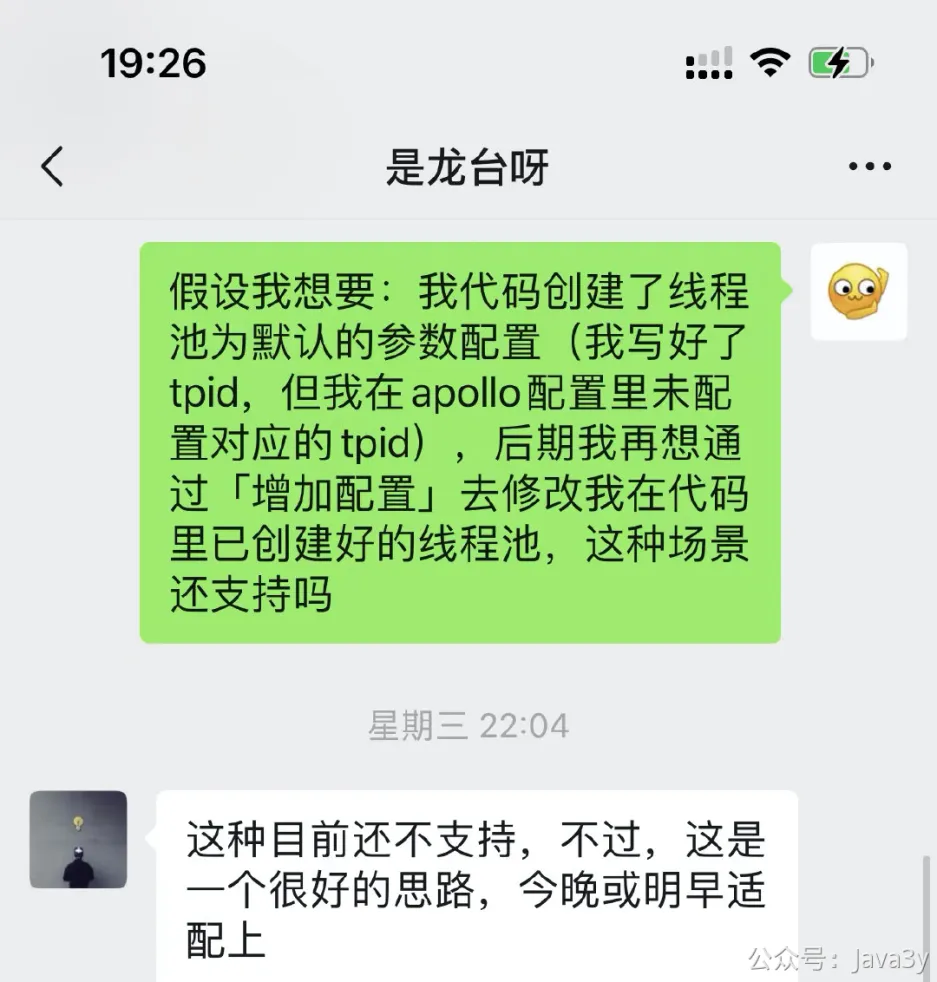 19:26
是龙台呀
假设我想要：我代码创建了线程
池为默认的参数配置（我写好了
tpid，但我在apollo配置里未配
置对应的tpid），后期我再想通
过「增加配置」去修改我在代码
里已创建好的线程池，这种场景
还支持吗
星期三 22:04
这种目前还不支持，不过，这是
一个很好的思路，今晚或明早适
配上
公众号：Java3y